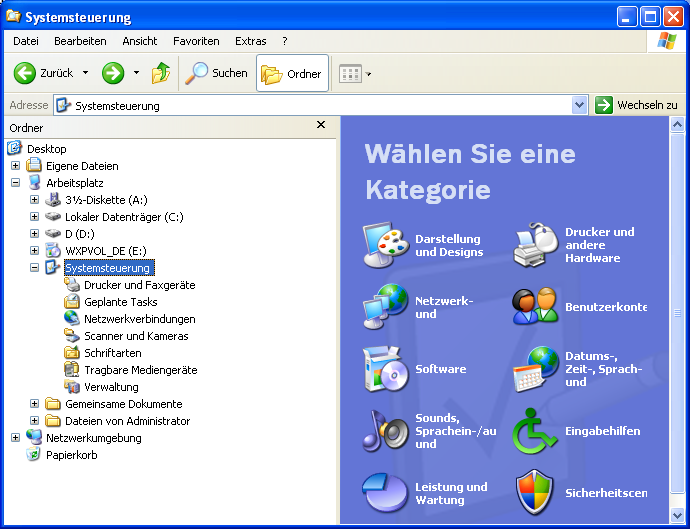 Systemsteuerung
Datei Bearbeiten Ansicht Favoriten Extras ?
Zurück Suchen Ordner
Adresse Systemsteuerung Wechseln zu
Ordner
Desktop
Eigene Dateien
Arbeitsplatz
3½-Diskette (A:)
Lokaler Datenträger (C:)
D (D:)
WXPVOL_DE (E:)
Systemsteuerung
Drucker und Faxgeräte
Geplante Tasks
Netzwerkverbindungen
Scanner und Kameras
Schriftarten
Tragbare Mediengeräte
Verwaltung
Gemeinsame Dokumente
Dateien von Administrator
Netzwerkumgebung
Papierkorb
Wählen Sie eine
Kategorie
Darstellung
und Designs
Drucker und
andere
Hardware
Netzwerk-
und
Benutzerkonte
Software
Datums-,
Zeit-, Sprach-
und
Sounds,
Sprachein-/au
und
Eingabehilfen
Leistung und
Wartung
Sicherheitscen